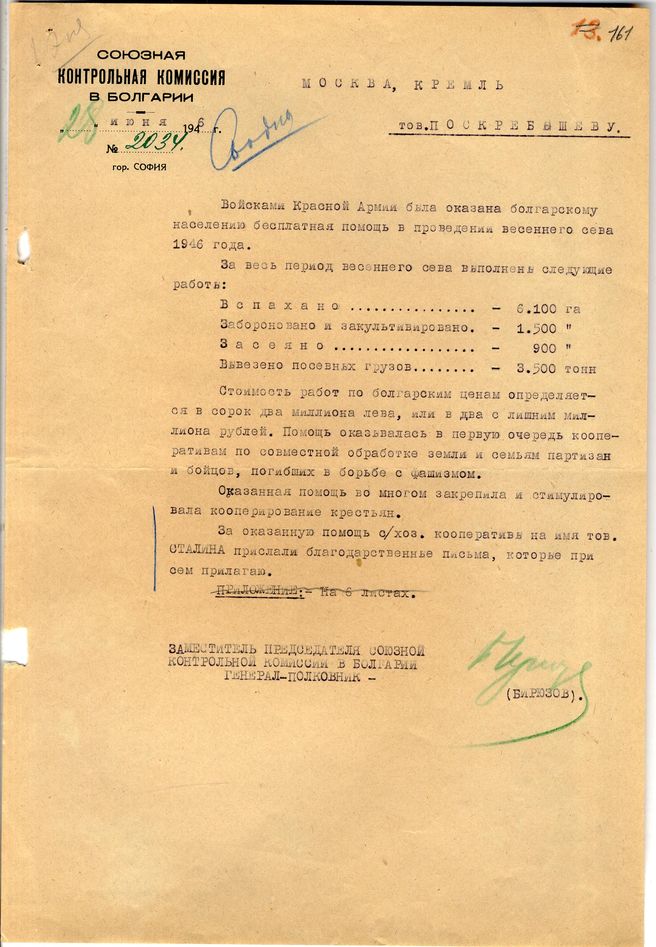 13. 161
СОЮЗНАЯ
КОНТРОЛЬНАЯ КОМИССИЯ
В БОЛГАРИИ
28 июня 1946 г.
№ 2034.
гор. СОФИЯ
МОСКВА, КРЕМЛЬ
тов. ПОСКРЕБЫШЕВУ.
Войсками Красной Армии была оказана болгарскому
населению бесплатная помощь в проведении весеннего сева
1946 года.
За весь период весеннего сева выполнены следующие
работы:
Вспахано ................ – 6.100 га
Забороновано и закультивировано. – 1.500 "
Засеяно .................. – 900 "
Вывезено посевных грузов........ – 3.500 тонн
Стоимость работ по болгарским ценам определяет-
ся в сорок два миллиона лева, или в два с лишним мил-
лиона рублей. Помощь оказывалась в первую очередь коопе-
ративам по совместной обработке земли и семьям партизан
и бойцов, погибших в борьбе с фашизмом.
Оказанная помощь во многом закрепила и стимулиро-
вала кооперирование крестьян.
За оказанную помощь с/хоз. кооперативы на имя тов.
СТАЛИНА прислали благодарственные письма, которые при
сем прилагаю.
ПРИЛОЖЕНИЕ:– На 6 листах.
ЗАМЕСТИТЕЛЬ ПРЕДСЕДАТЕЛЯ СОЮЗНОЙ
КОНТРОЛЬНОЙ КОМИССИИ В БОЛГАРИИ
ГЕНЕРАЛ-ПОЛКОВНИК –
(БИРЮЗОВ).